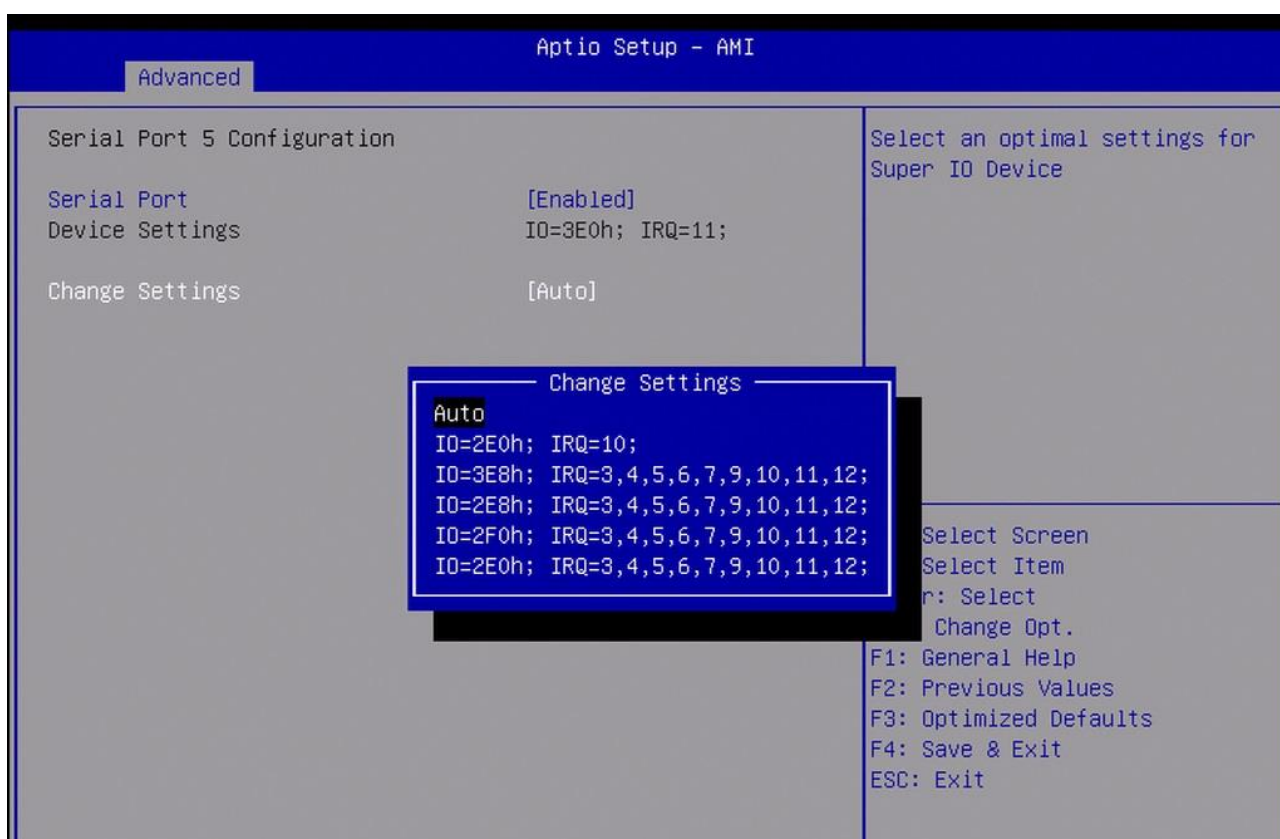 Aptio Setup – AMI
Advanced
Serial Port 5 Configuration
Serial Port [Enabled]
Device Settings IO=3E0h; IRQ=11;
Change Settings [Auto]
Select an optimal settings for
Super IO Device
Change Settings
Auto
IO=2E0h; IRQ=10;
IO=3E8h; IRQ=3,4,5,6,7,9,10,11,12;
IO=2E8h; IRQ=3,4,5,6,7,9,10,11,12;
IO=2F0h; IRQ=3,4,5,6,7,9,10,11,12;
IO=2E0h; IRQ=3,4,5,6,7,9,10,11,12;
Select Screen
Select Item
r: Select
Change Opt.
F1: General Help
F2: Previous Values
F3: Optimized Defaults
F4: Save & Exit
ESC: Exit